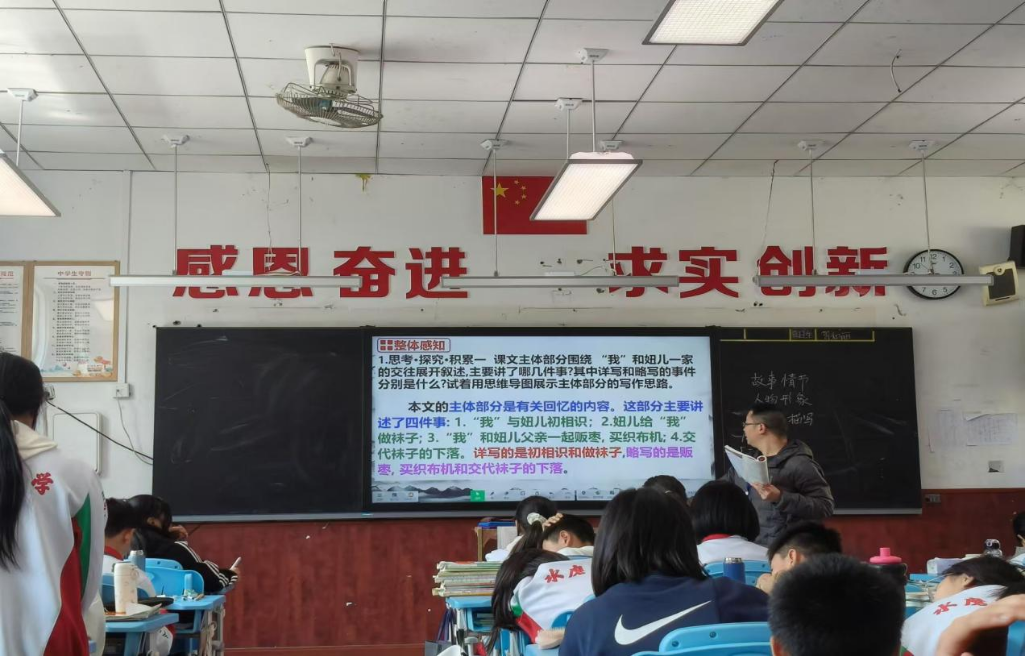 感恩 奋进 求实 创新
中学生守则
整体感知
1.思考·探究·积累一 课文主体部分围绕 “我”和妞儿一家
的交往展开叙述,主要讲了哪几件事?其中详写和略写的事件
分别是什么?试着用思维导图展示主体部分的写作思路。
本文的主体部分是有关回忆的内容。这部分主要讲
述了四件事: 1.“我”与妞儿初相识; 2.妞儿给“我”
做袜子; 3.“我”和妞儿父亲一起贩枣, 买织布机; 4.交
代袜子的下落。详写的是初相识和做袜子,略写的是贩
枣, 买织布机和交代袜子的下落。
故事情节
人物形象
描写
学